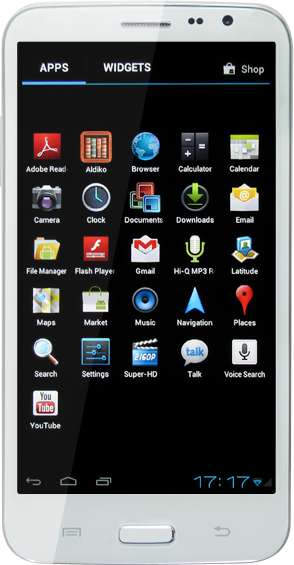 APPS WIDGETS Shop
Adobe Read Aldiko Browser Calculator Calendar
Camera Clock Documents Downloads Email
File Manager Flash Player Gmail Hi-Q MP3 R Latitude
Maps Market Music Navigation Places
2160P talk
Search Settings Super-HD Talk Voice Search
You
Tube
YouTube
17:17